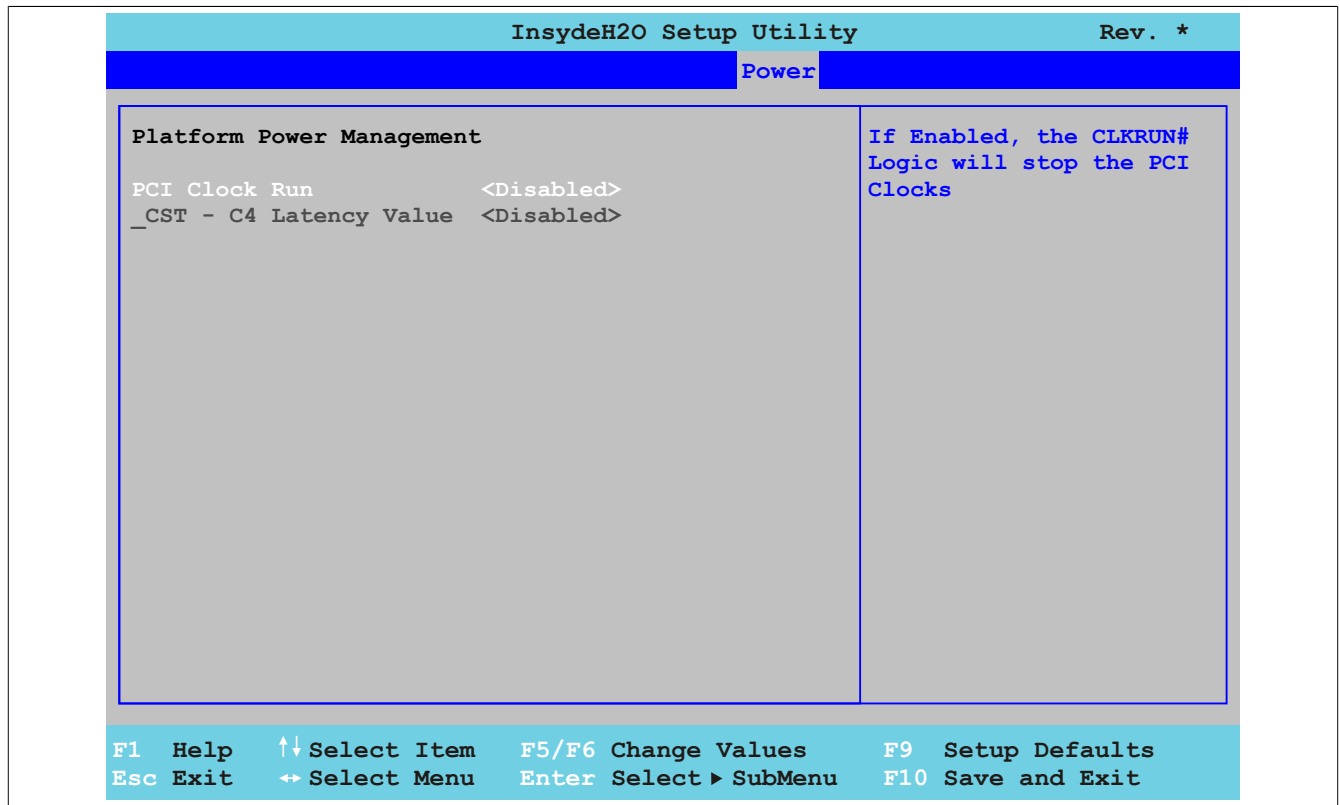 InsydeH2O Setup Utility Rev. *
Power
Platform Power Management
PCI Clock Run <Disabled>
_CST - C4 Latency Value <Disabled>
If Enabled, the CLKRUN#
Logic will stop the PCI
Clocks
F1 Help ↑↓ Select Item F5/F6 Change Values F9 Setup Defaults
Esc Exit ↔ Select Menu Enter Select ▶ SubMenu F10 Save and Exit